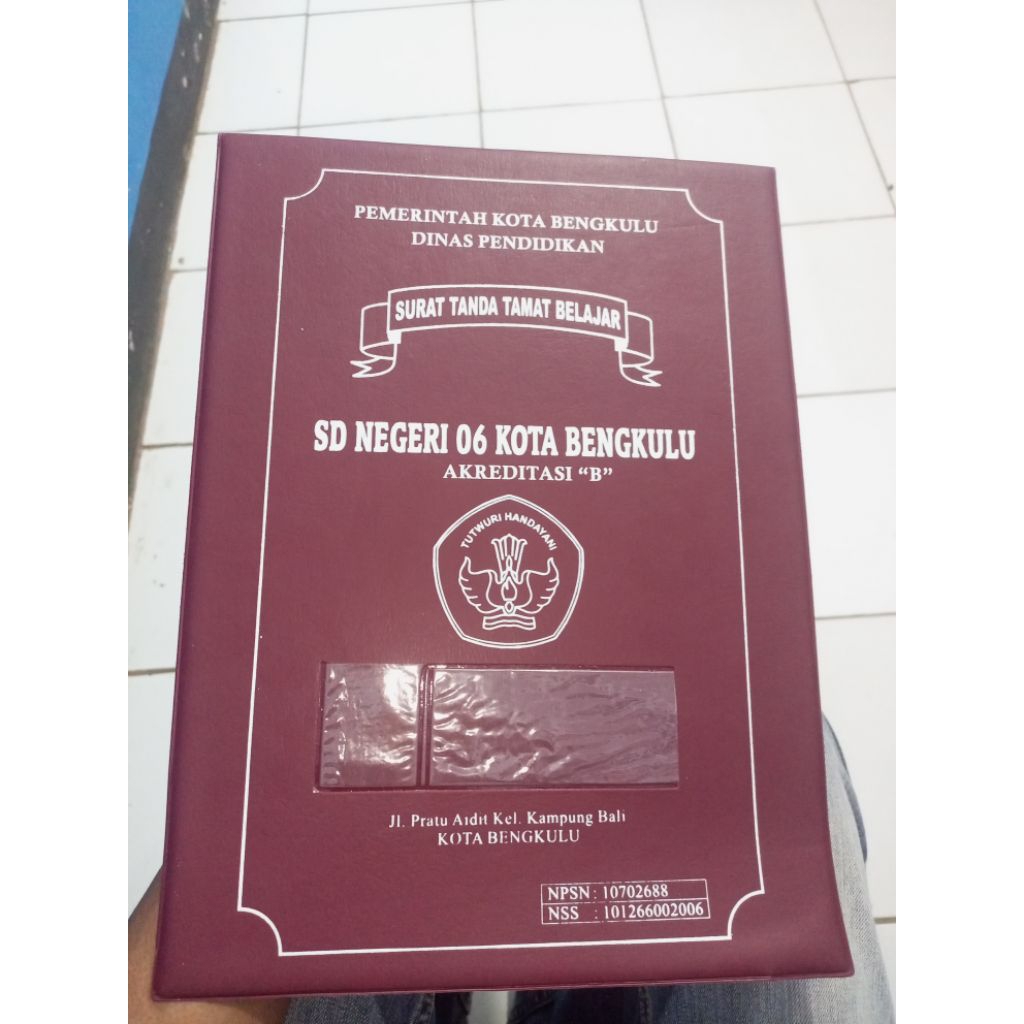 PEMERINTAH KOTA BENGKULU
DINAS PENDIDIKAN
SURAT TANDA TAMAT BELAJAR
SD NEGERI 06 KOTA BENGKULU
AKREDITASI “B”
TUTWURI HANDAYANI
Jl. Pratu Aidit Kel. Kampung Bali
KOTA BENGKULU
NPSN : 10702688
NSS : 101266002006